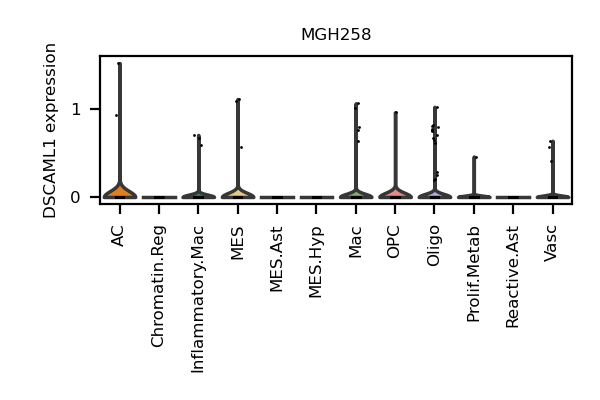 MGH258
DSCAML1 expression
1
0
AC
Chromatin.Reg
Inflammatory.Mac
MES
MES.Ast
MES.Hyp
Mac
OPC
Oligo
Prolif.Metab
Reactive.Ast
Vasc